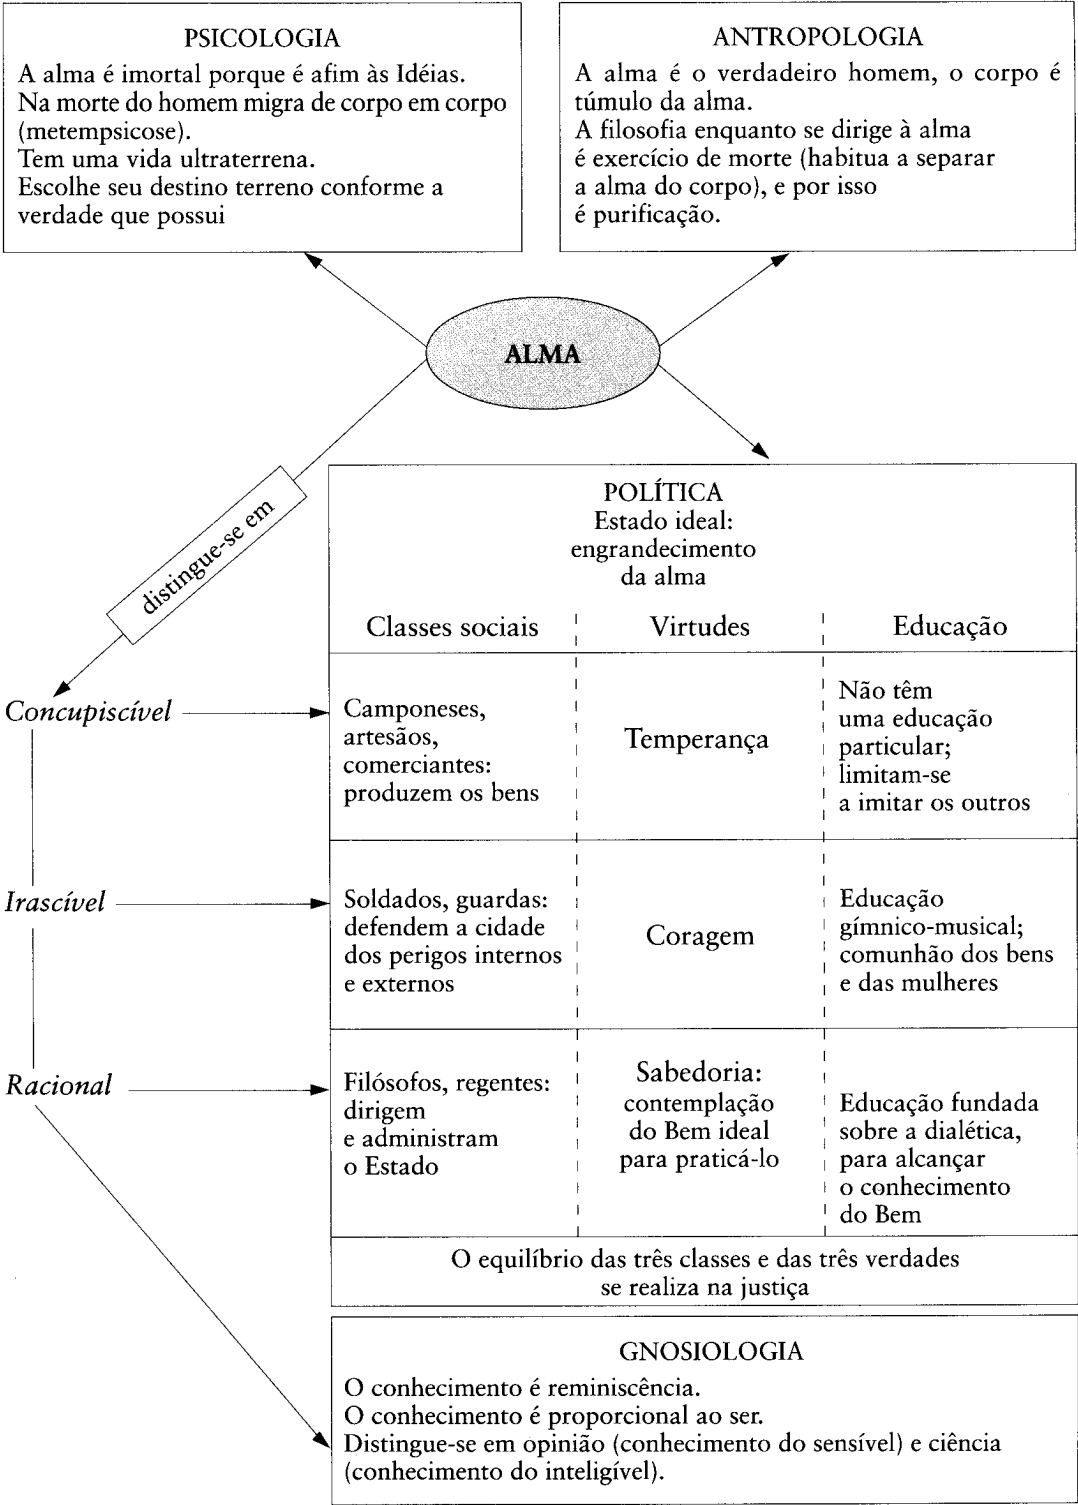 PSICOLOGIA
A alma é imortal porque é afim às Idéias.
Na morte do homem migra de corpo em corpo
(metempsicose).
Tem uma vida ultraterrena.
Escolhe seu destino terreno conforme a
verdade que possui
ANTROPOLOGIA
A alma é o verdadeiro homem, o corpo é
túmulo da alma.
A filosofia enquanto se dirige à alma
é exercício de morte (habitua a separar
a alma do corpo), e por isso
é purificação.
ALMA
distingue-se em
POLÍTICA
Estado ideal:
engrandecimento
da alma
Classes sociais
Virtudes
Educação
Concupiscível
Camponeses,
artesãos,
comerciantes:
produzem os bens
Temperança
Não têm
uma educação
particular;
limitam-se
a imitar os outros
Irascível
Soldados, guardas:
defendem a cidade
dos perigos internos
e externos
Coragem
Educação
gímnico-musical;
comunhão dos bens
e das mulheres
Racional
Filósofos, regentes:
dirigem
e administram
o Estado
Sabedoria:
contemplação
do Bem ideal
para praticá-lo
Educação fundada
sobre a dialética,
para alcançar
o conhecimento
do Bem
O equilíbrio das três classes e das três verdades
se realiza na justiça
GNOSIOLOGIA
O conhecimento é reminiscência.
O conhecimento é proporcional ao ser.
Distingue-se em opinião (conhecimento do sensível) e ciência
(conhecimento do inteligível).